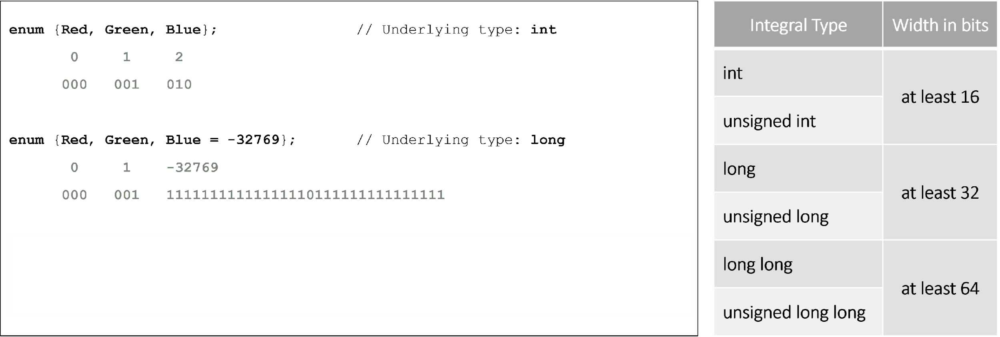 enum {Red, Green, Blue}; // Underlying type: int
0 1 2
000 001 010
enum {Red, Green, Blue = -32769}; // Underlying type: long
0 1 -32769
000 001 11111111111111110111111111111111
Integral Type Width in bits
int
at least 16
unsigned int
long
at least 32
unsigned long
long long
at least 64
unsigned long long